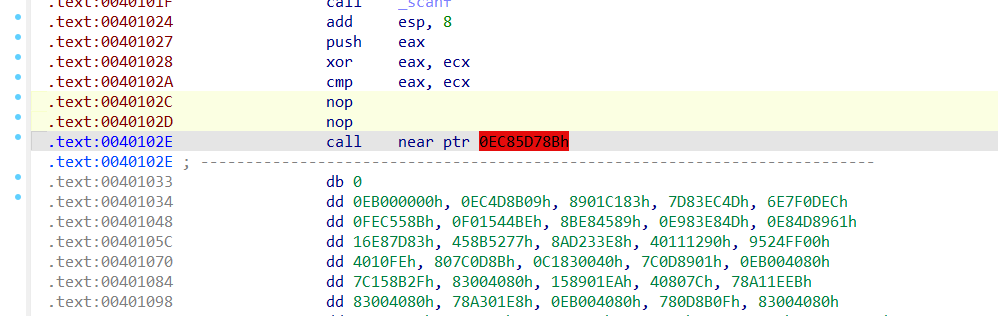 .text:0040101F call _scanf
.text:00401024 add esp, 8
.text:00401027 push eax
.text:00401028 xor eax, ecx
.text:0040102A cmp eax, ecx
.text:0040102C nop
.text:0040102D nop
.text:0040102E call near ptr 0EC85D78Bh
.text:0040102E ; ---------------------------------------------------------------------------
.text:00401033 db 0
.text:00401034 dd 0EB000000h, 0EC4D8B09h, 8901C183h, 7D83EC4Dh, 6E7F0DECh
.text:00401048 dd 0FEC558Bh, 0F01544BEh, 8BE84589h, 0E983E84Dh, 0E84D8961h
.text:0040105C dd 16E87D83h, 458B5277h, 8AD233E8h, 40111290h, 9524FF00h
.text:00401070 dd 4010FEh, 807C0D8Bh, 0C1830040h, 7C0D8901h, 0EB004080h
.text:00401084 dd 7C158B2Fh, 83004080h, 158901EAh, 40807Ch, 78A11EEBh
.text:00401098 dd 83004080h, 78A301E8h, 0EB004080h, 780D8B0Fh, 83004080h